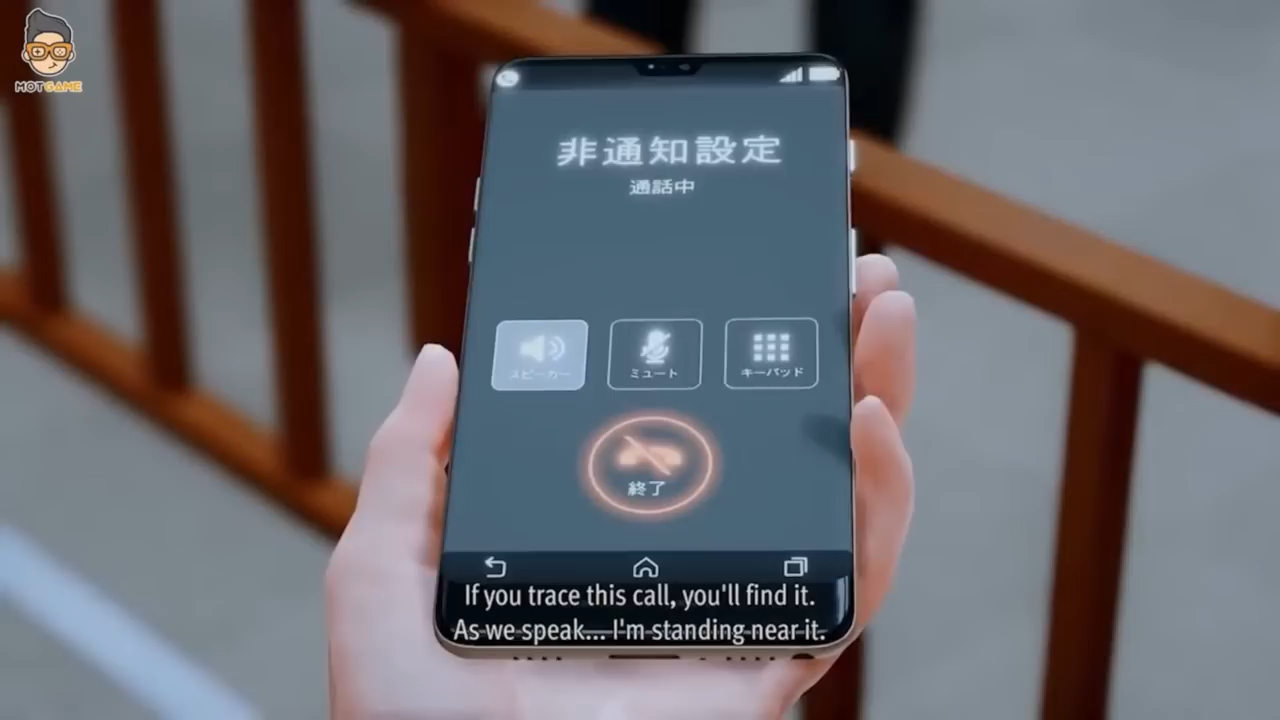 MOTGAME
非通知設定
通話中
スピーカー
ミュート
キーパッド
終了
If you trace this call, you'll find it.
As we speak... I'm standing near it.